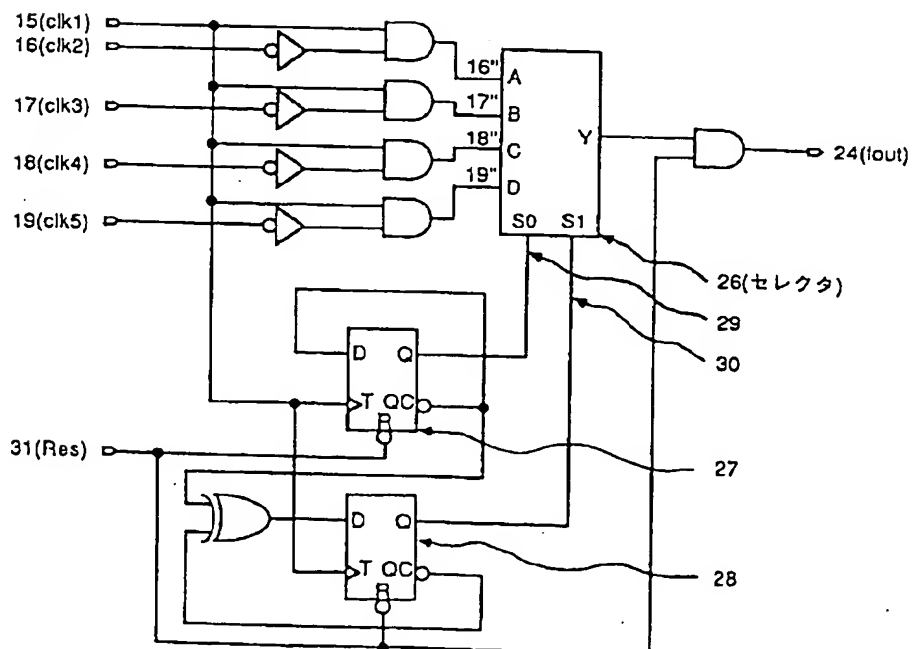 15(clk1)
16(clk2)
17(clk3)
18(clk4)
19(clk5)
16"
17"
18"
19"
A
B
C
D
Y
S0 S1
24(fout)
26(セレクタ)
29
30
D Q
T QC
R
27
31(Res)
D Q
T QC
R
28